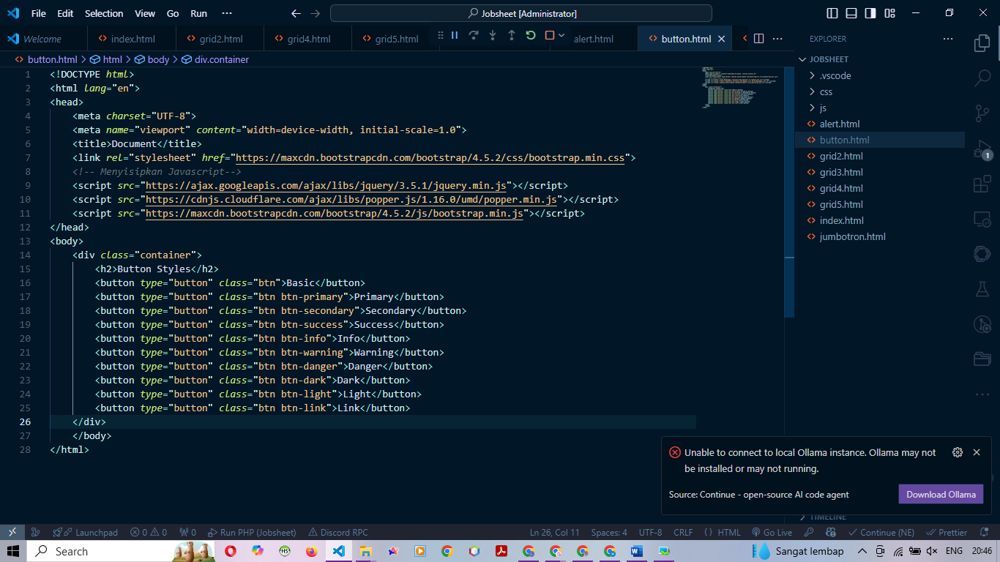 File Edit Selection View Go Run ··· Jobsheet [Administrator]
Welcome index.html grid2.html grid4.html grid5.html alert.html button.html
button.html > html > body > div.container
1 <!DOCTYPE html>
2 <html lang="en">
3 <head>
4 <meta charset="UTF-8">
5 <meta name="viewport" content="width=device-width, initial-scale=1.0">
6 <title>Document</title>
7 <link rel="stylesheet" href="https://maxcdn.bootstrapcdn.com/bootstrap/4.5.2/css/bootstrap.min.css">
8 <!-- Menyisipkan Javascript-->
9 <script src="https://ajax.googleapis.com/ajax/libs/jquery/3.5.1/jquery.min.js"></script>
10 <script src="https://cdnjs.cloudflare.com/ajax/libs/popper.js/1.16.0/umd/popper.min.js"></script>
11 <script src="https://maxcdn.bootstrapcdn.com/bootstrap/4.5.2/js/bootstrap.min.js"></script>
12 </head>
13 <body>
14 <div class="container">
15 <h2>Button Styles</h2>
16 <button type="button" class="btn">Basic</button>
17 <button type="button" class="btn btn-primary">Primary</button>
18 <button type="button" class="btn btn-secondary">Secondary</button>
19 <button type="button" class="btn btn-success">Success</button>
20 <button type="button" class="btn btn-info">Info</button>
21 <button type="button" class="btn btn-warning">Warning</button>
22 <button type="button" class="btn btn-danger">Danger</button>
23 <button type="button" class="btn btn-dark">Dark</button>
24 <button type="button" class="btn btn-light">Light</button>
25 <button type="button" class="btn btn-link">Link</button>
26 </div>
27 </body>
28 </html>
EXPLORER
JOBSHEET
.vscode
css
js
alert.html
button.html
grid2.html
grid3.html
grid4.html
grid5.html
index.html
jumbotron.html
1
Unable to connect to local Ollama instance. Ollama may not
be installed or may not running.
Source: Continue - open-source AI code agent Download Ollama
TIMELINE
Launchpad 0 0 0 Run PHP (Jobsheet) Discord RPC Ln 26, Col 11 Spaces: 4 UTF-8 CRLF HTML Go Live Continue (NE) Prettier
Search Sangat lembap ENG 20:46